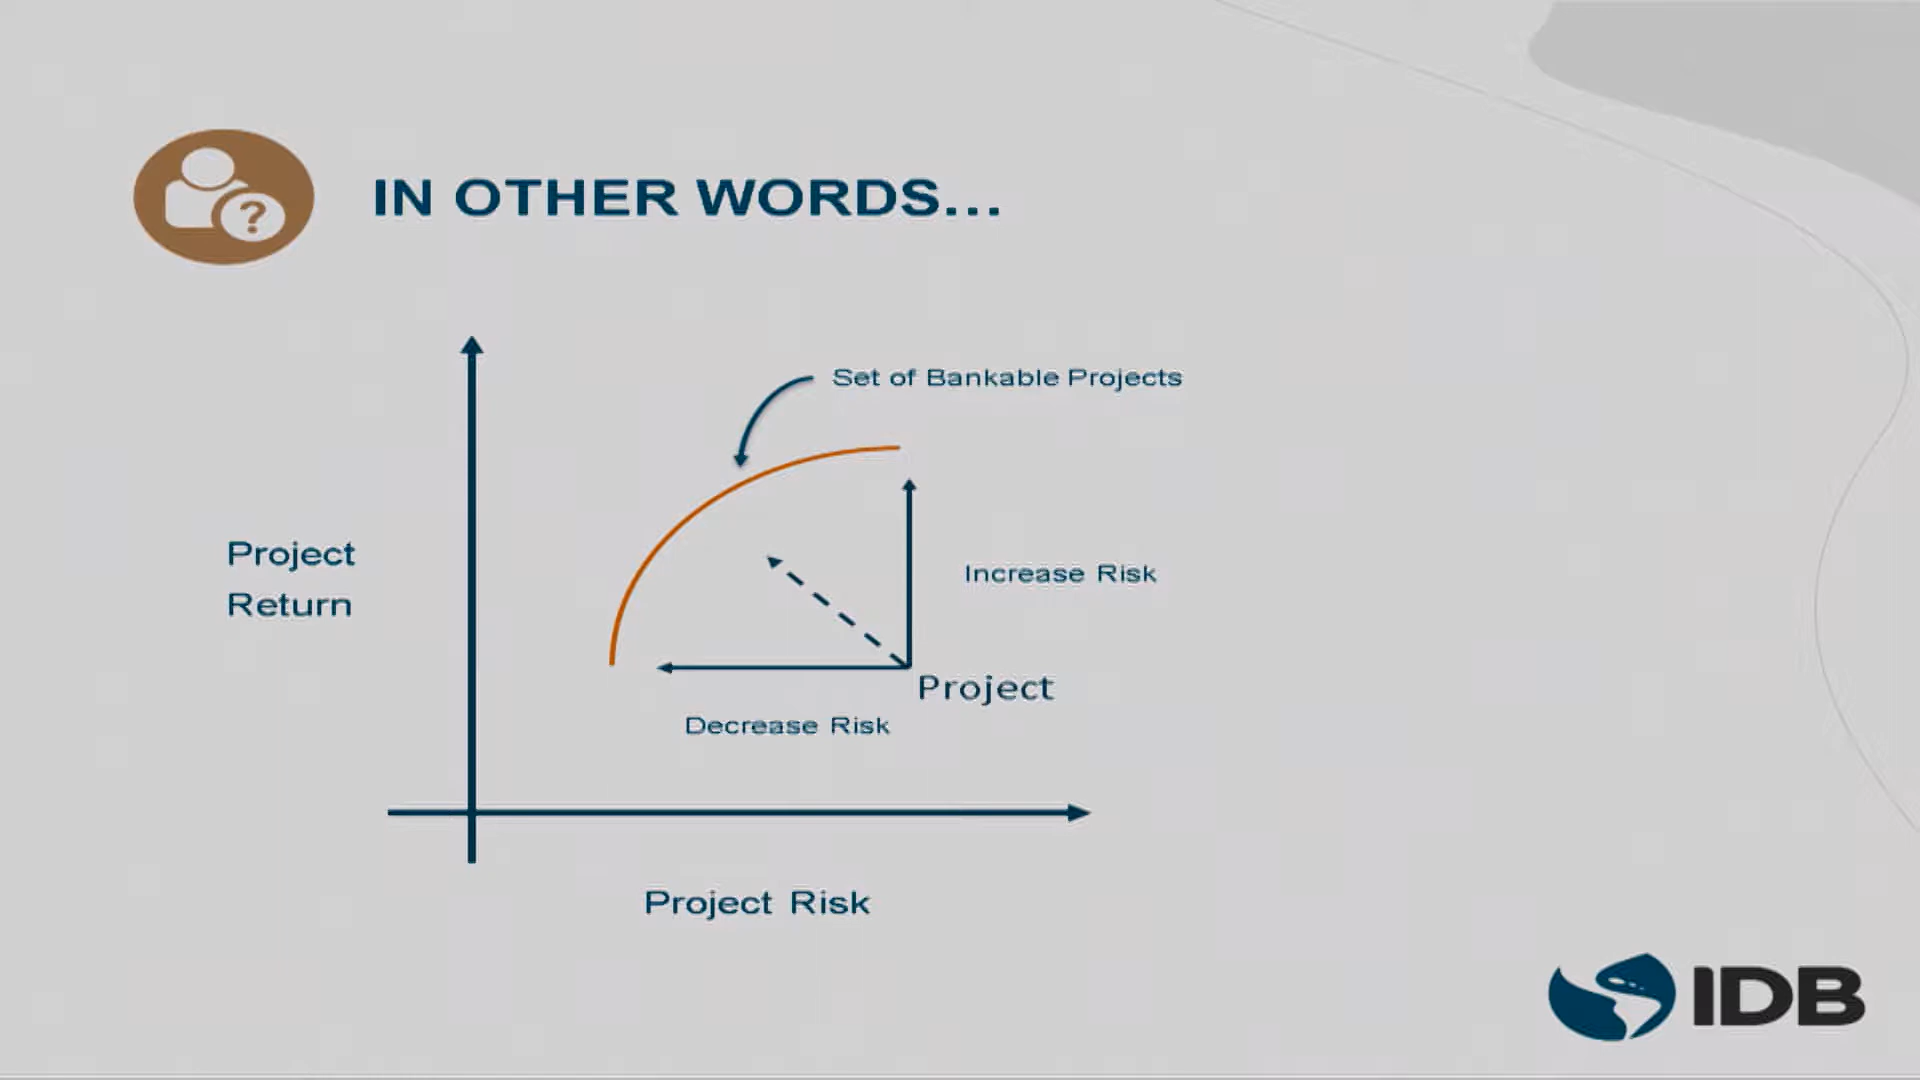 ?
IN OTHER WORDS...
Set of Bankable Projects
Project
Return
Increase Risk
Project
Decrease Risk
Project Risk
IDB